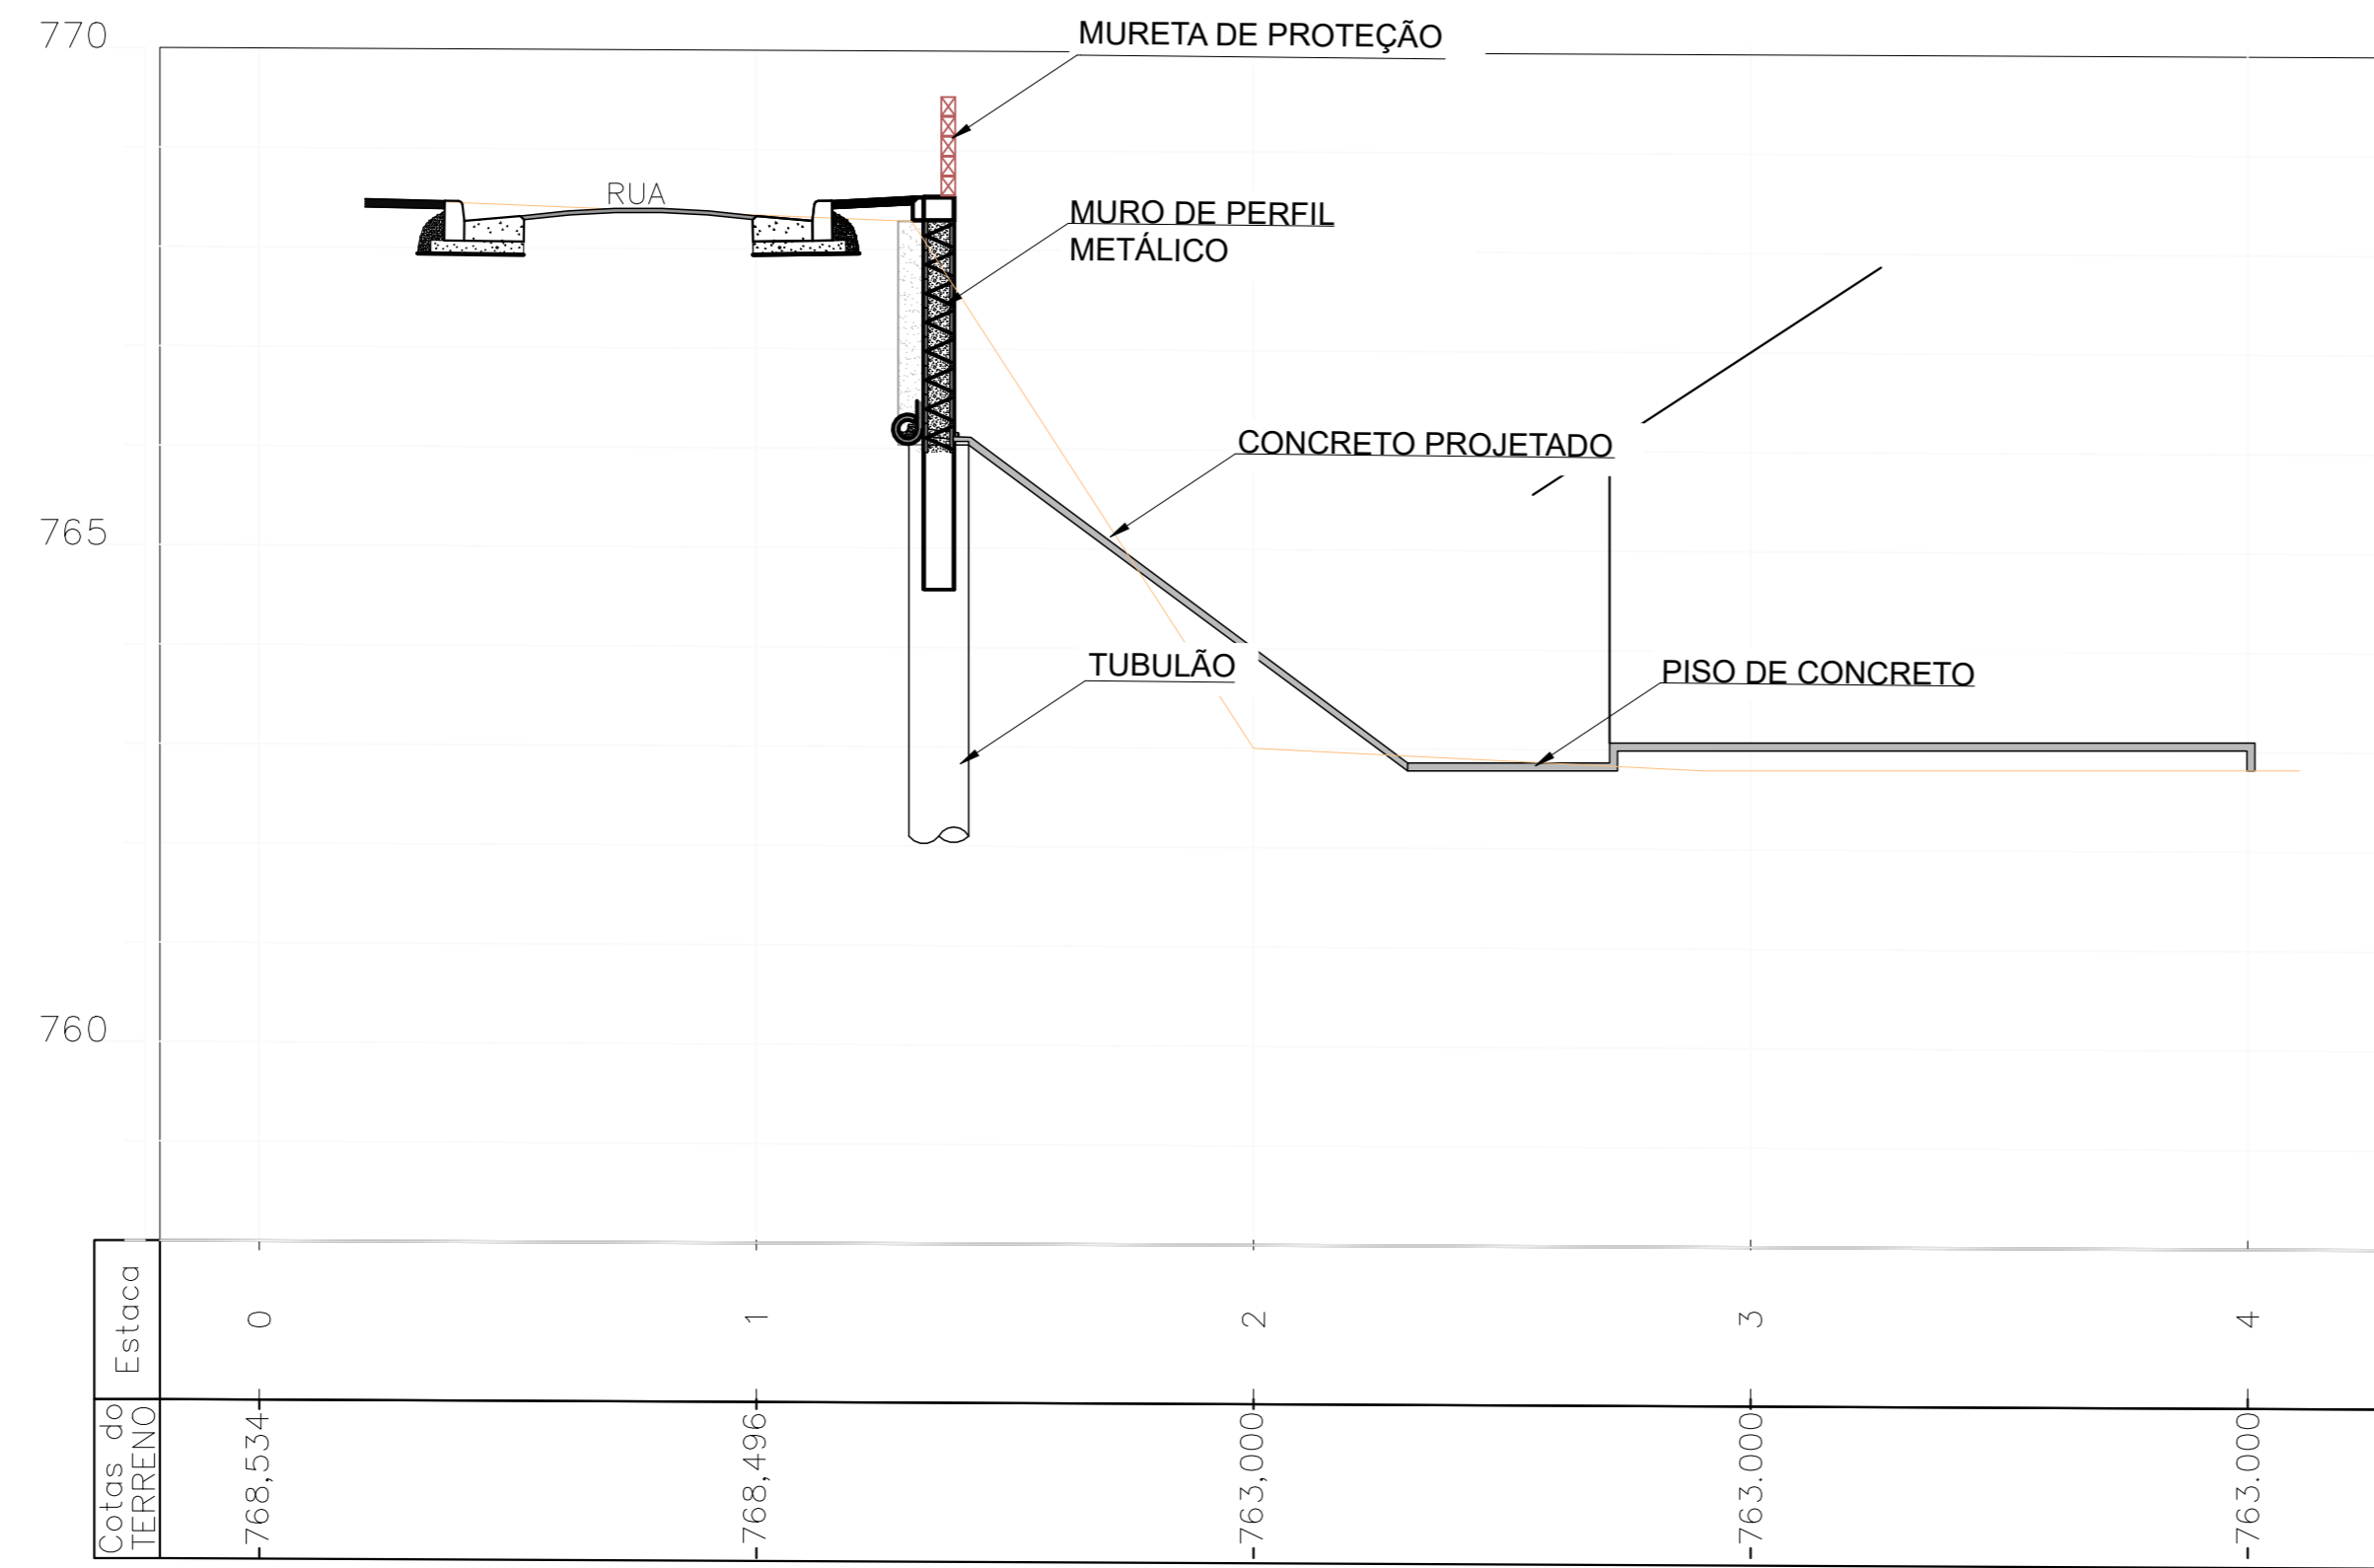 770
MURETA DE PROTEÇÃO
RUA
MURO DE PERFIL
METÁLICO
765
CONCRETO PROJETADO
TUBULÃO
PISO DE CONCRETO
760
Estaca
0
1
2
3
4
Cotas do
TERRENO
768,534
768,496
763,000
763.000
763.000